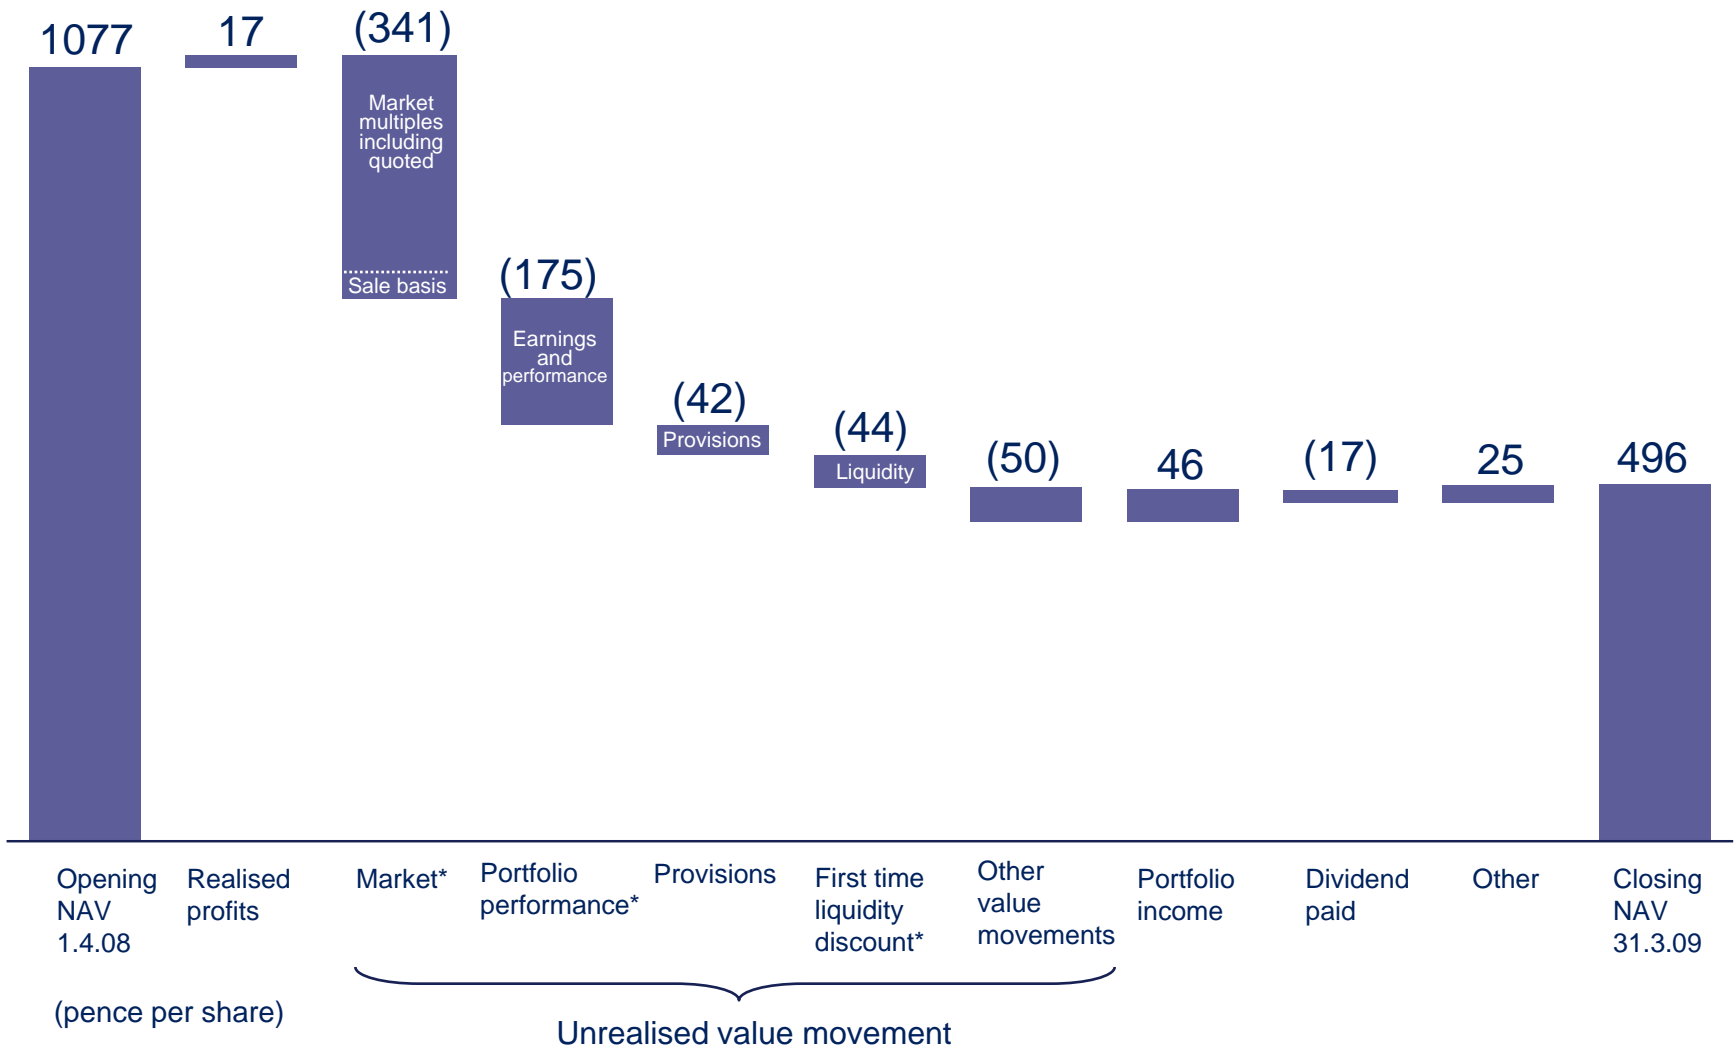 1077
17
(341)
(175)
(42)
(44)
(50)
46
(17)
25
496
Market
multiples
including
quoted
Sale basis
Earnings
and
performance
Provisions
Liquidity
Opening
NAV
1.4.08
Realised
profits
Market*
Portfolio
performance*
Provisions
First time
liquidity
discount*
Other
value
movements
Portfolio
income
Dividend
paid
Other
Closing
NAV
31.3.09
(pence per share)
Unrealised value movement